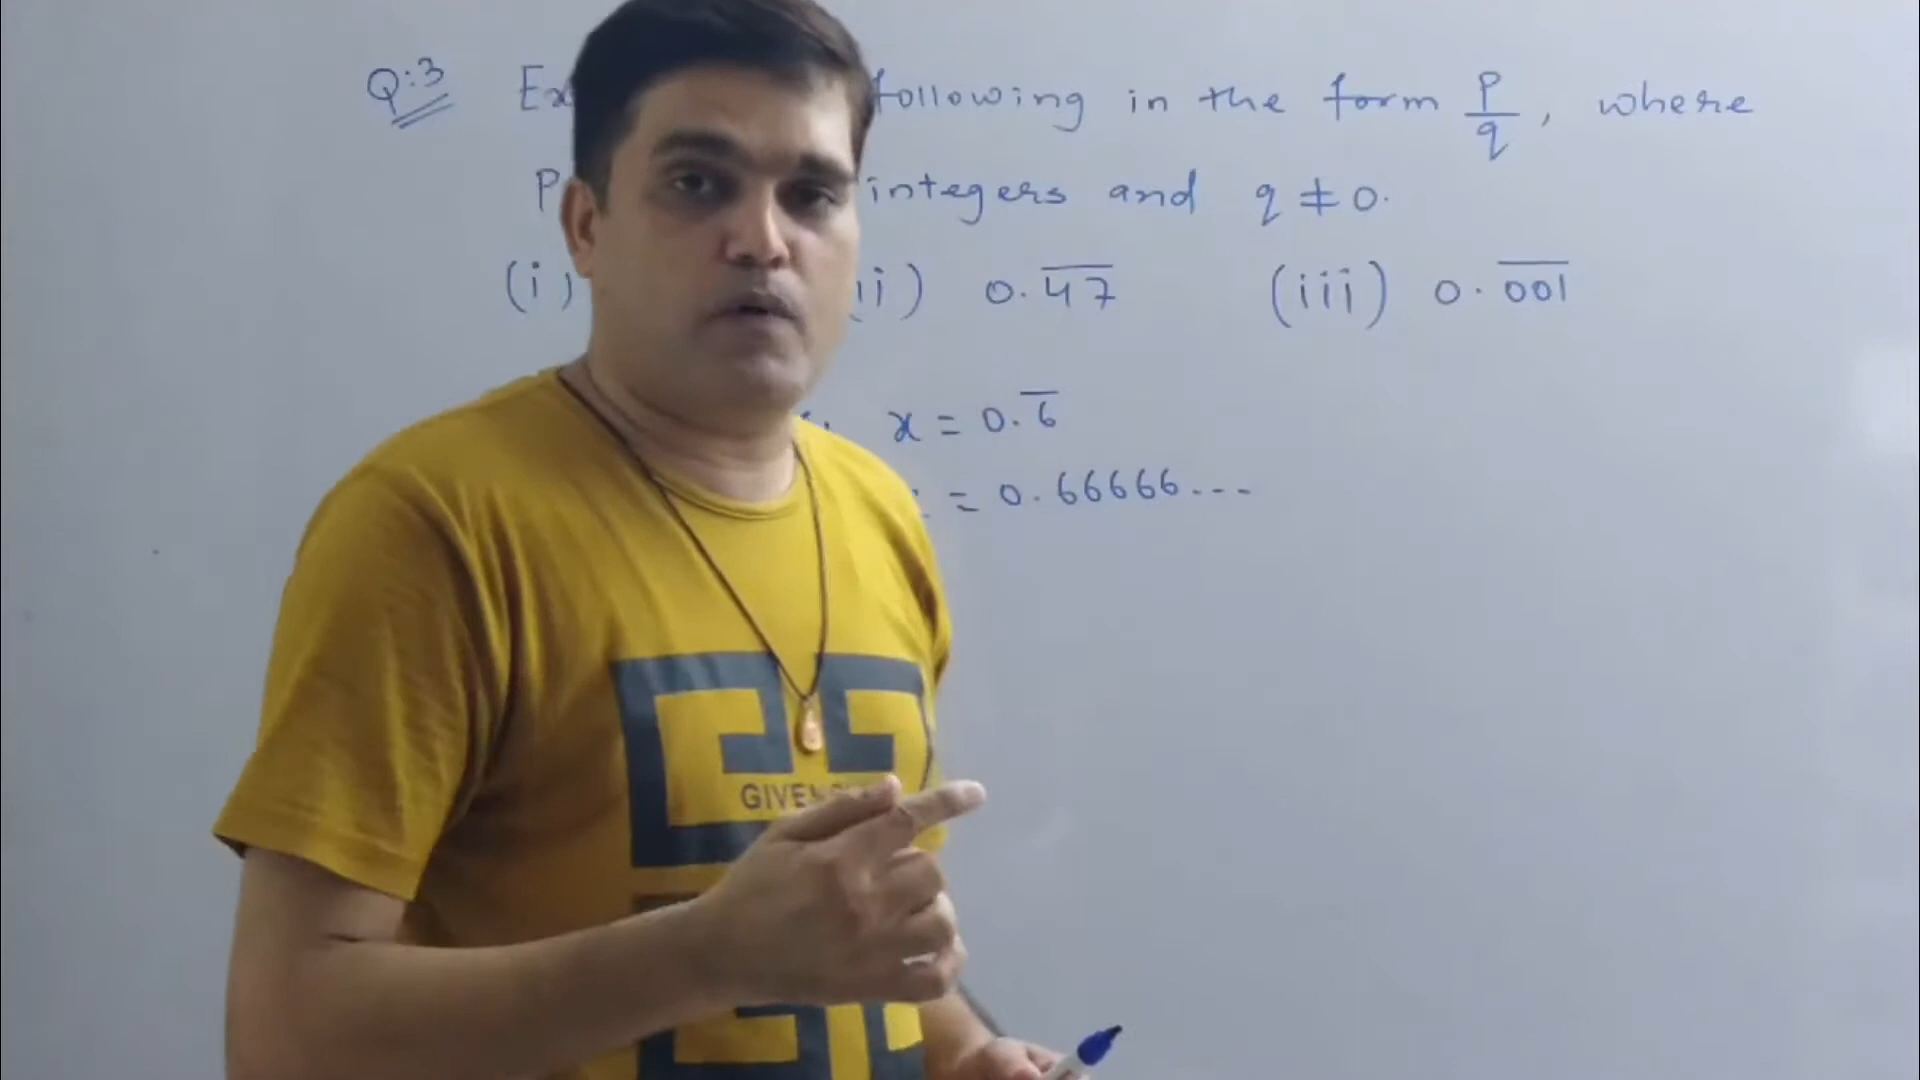 Q:3 following in the form p/q, where
P integers and q ≠ 0.
(i) ii) 0.4̅7̅ (iii) 0.0̅0̅1̅
x = 0.6̅
= 0.66666...
GIVEN